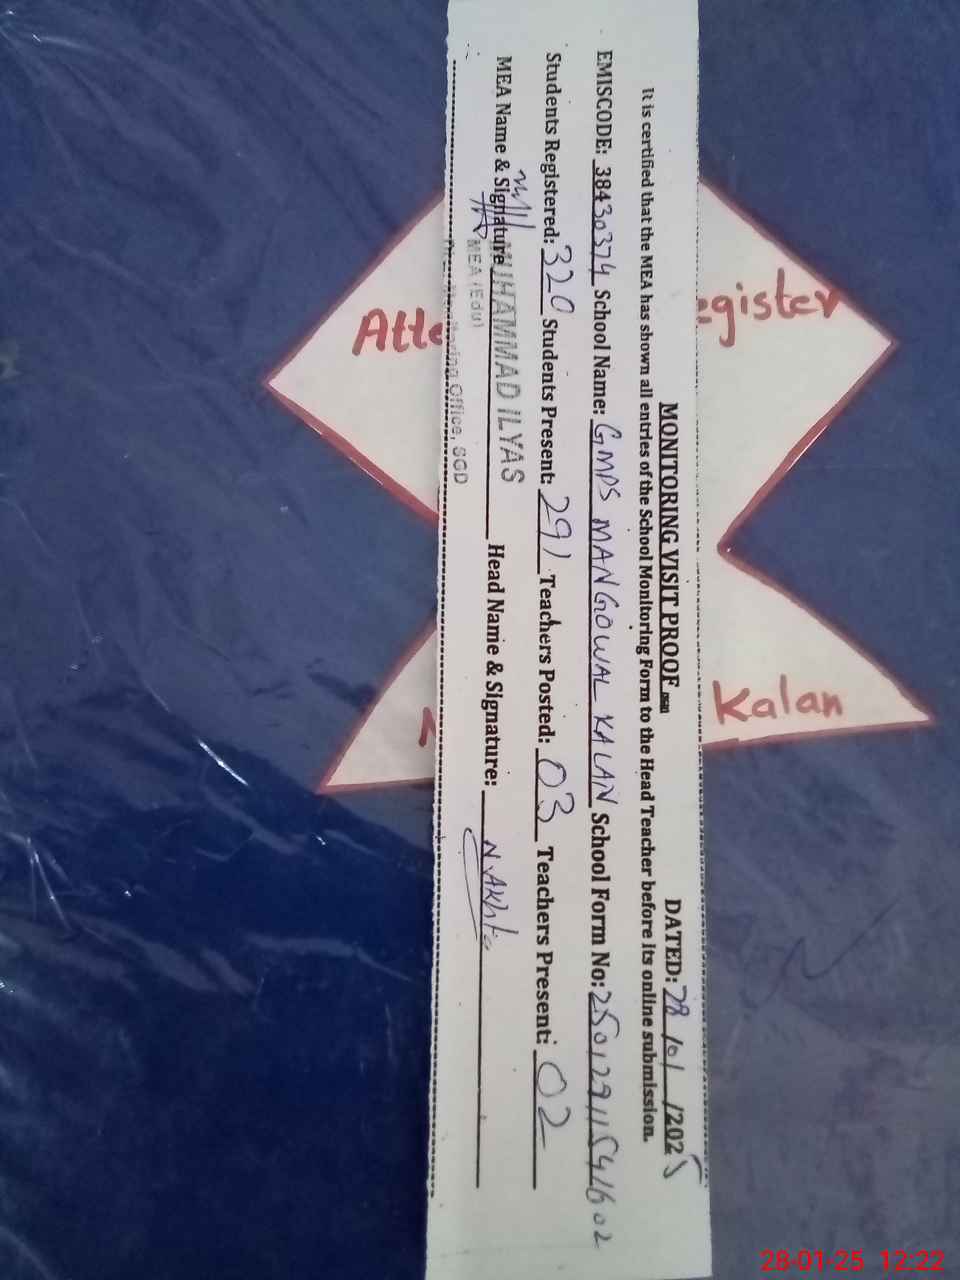 MONITORING VISIT PROOF DATED: 28/01/2025
It is certified that the MEA has shown all entries of the School Monitoring Form to the Head Teacher before its online submission.
EMISCODE: 38430374 School Name: GMPS MANGOWAL KALAN School Form No:
Students Registered: 320 Students Present: 291 Teachers Posted: 03 Teachers Present: 02
MEA Name & Signature MUHAMMAD ILYAS Head Name & Signature: N.Akhtar
MEA (Edu)
Office, SGD
Atte gister
Kalan
28-01-25 12:22